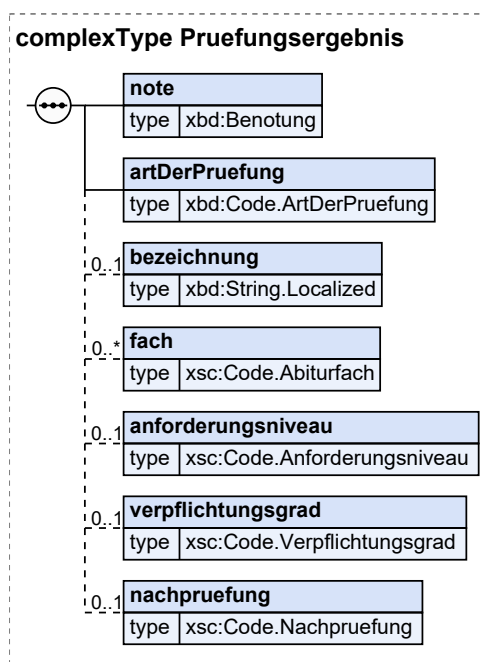 complexType Pruefungsergebnis
note
type xbd:Benotung
artDerPruefung
type xbd:Code.ArtDerPruefung
0..1 bezeichnung
type xbd:String.Localized
0..* fach
type xsc:Code.Abiturfach
0..1 anforderungsniveau
type xsc:Code.Anforderungsniveau
0..1 verpflichtungsgrad
type xsc:Code.Verpflichtungsgrad
0..1 nachpruefung
type xsc:Code.Nachpruefung